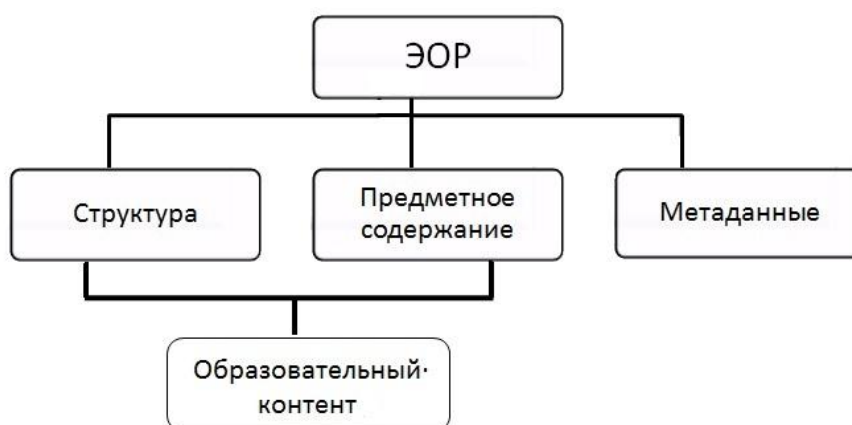 ЭОР
Структура
Предметное
содержание
Метаданные
Образовательный·
контент